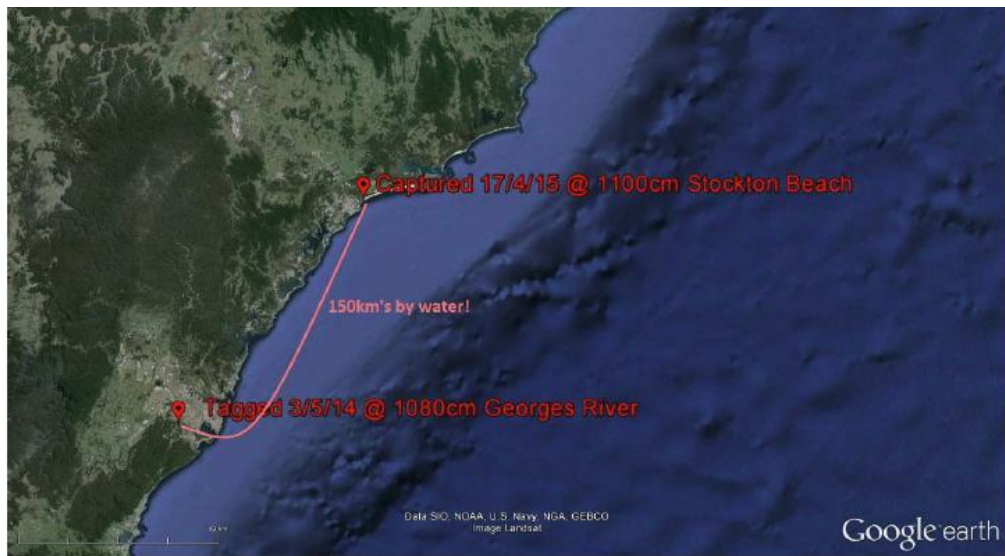 Captured 17/4/15 @ 1100cm Stockton Beach
150km's by water!
Tagged 3/5/14 @ 1080cm Georges River
Data SIO, NOAA, U.S. Navy, NGA, GEBCO
Image Landsat
Google earth